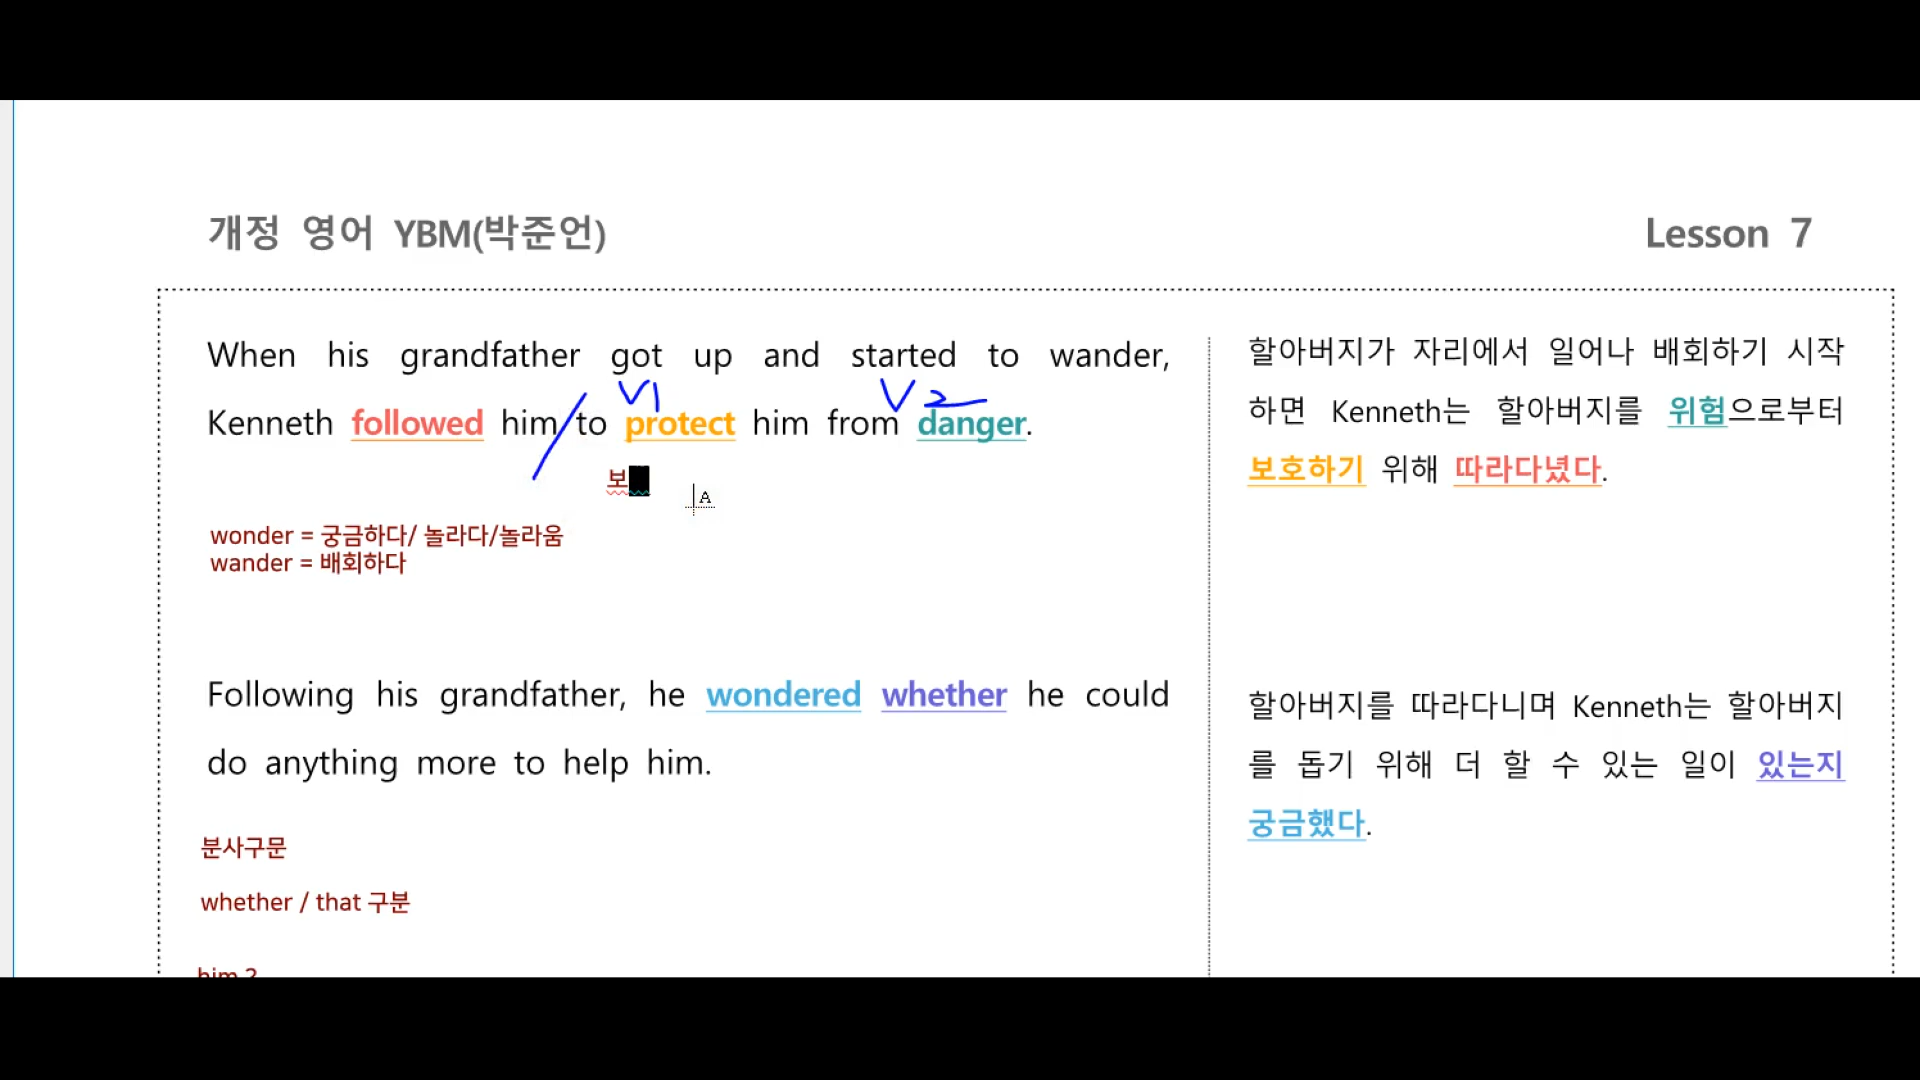 개정 영어 YBM(박준언)
Lesson 7
When his grandfather got up and started to wander,
V1 V2
Kenneth followed him to protect him from danger.
보
A
wonder = 궁금하다/ 놀라다/놀라움
wander = 배회하다
Following his grandfather, he wondered whether he could
do anything more to help him.
분사구문
whether / that 구분
him ?
할아버지가 자리에서 일어나 배회하기 시작
하면 Kenneth는 할아버지를 위험으로부터
보호하기 위해 따라다녔다.
할아버지를 따라다니며 Kenneth는 할아버지
를 돕기 위해 더 할 수 있는 일이 있는지
궁금했다.